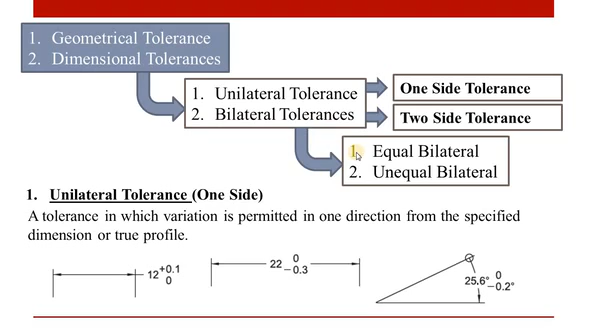 1. Geometrical Tolerance
2. Dimensional Tolerances
1. Unilateral Tolerance
2. Bilateral Tolerances
One Side Tolerance
Two Side Tolerance
1. Equal Bilateral
2. Unequal Bilateral
1. Unilateral Tolerance (One Side)
A tolerance in which variation is permitted in one direction from the specified
dimension or true profile.
12 +0.1 0
22 0 -0.3
25.6° 0 -0.2°